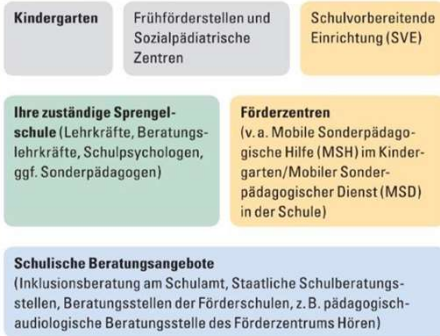 Kindergarten
Frühförderstellen und
Sozialpädiatrische
Zentren
Schulvorbereitende
Einrichtung (SVE)
Ihre zuständige Sprengel-
schule (Lehrkräfte, Beratungs-
lehrkräfte, Schulpsychologen,
ggf. Sonderpädagogen)
Förderzentren
(v. a. Mobile Sonderpädago-
gische Hilfe (MSH) im Kinder-
garten/Mobiler Sonder-
pädagogischer Dienst (MSD)
in der Schule)
Schulische Beratungsangebote
(Inklusionsberatung am Schulamt, Staatliche Schulberatungs-
stellen, Beratungsstellen der Förderschulen, z. B. pädagogisch-
audiologische Beratungsstelle des Förderzentrums Hören)